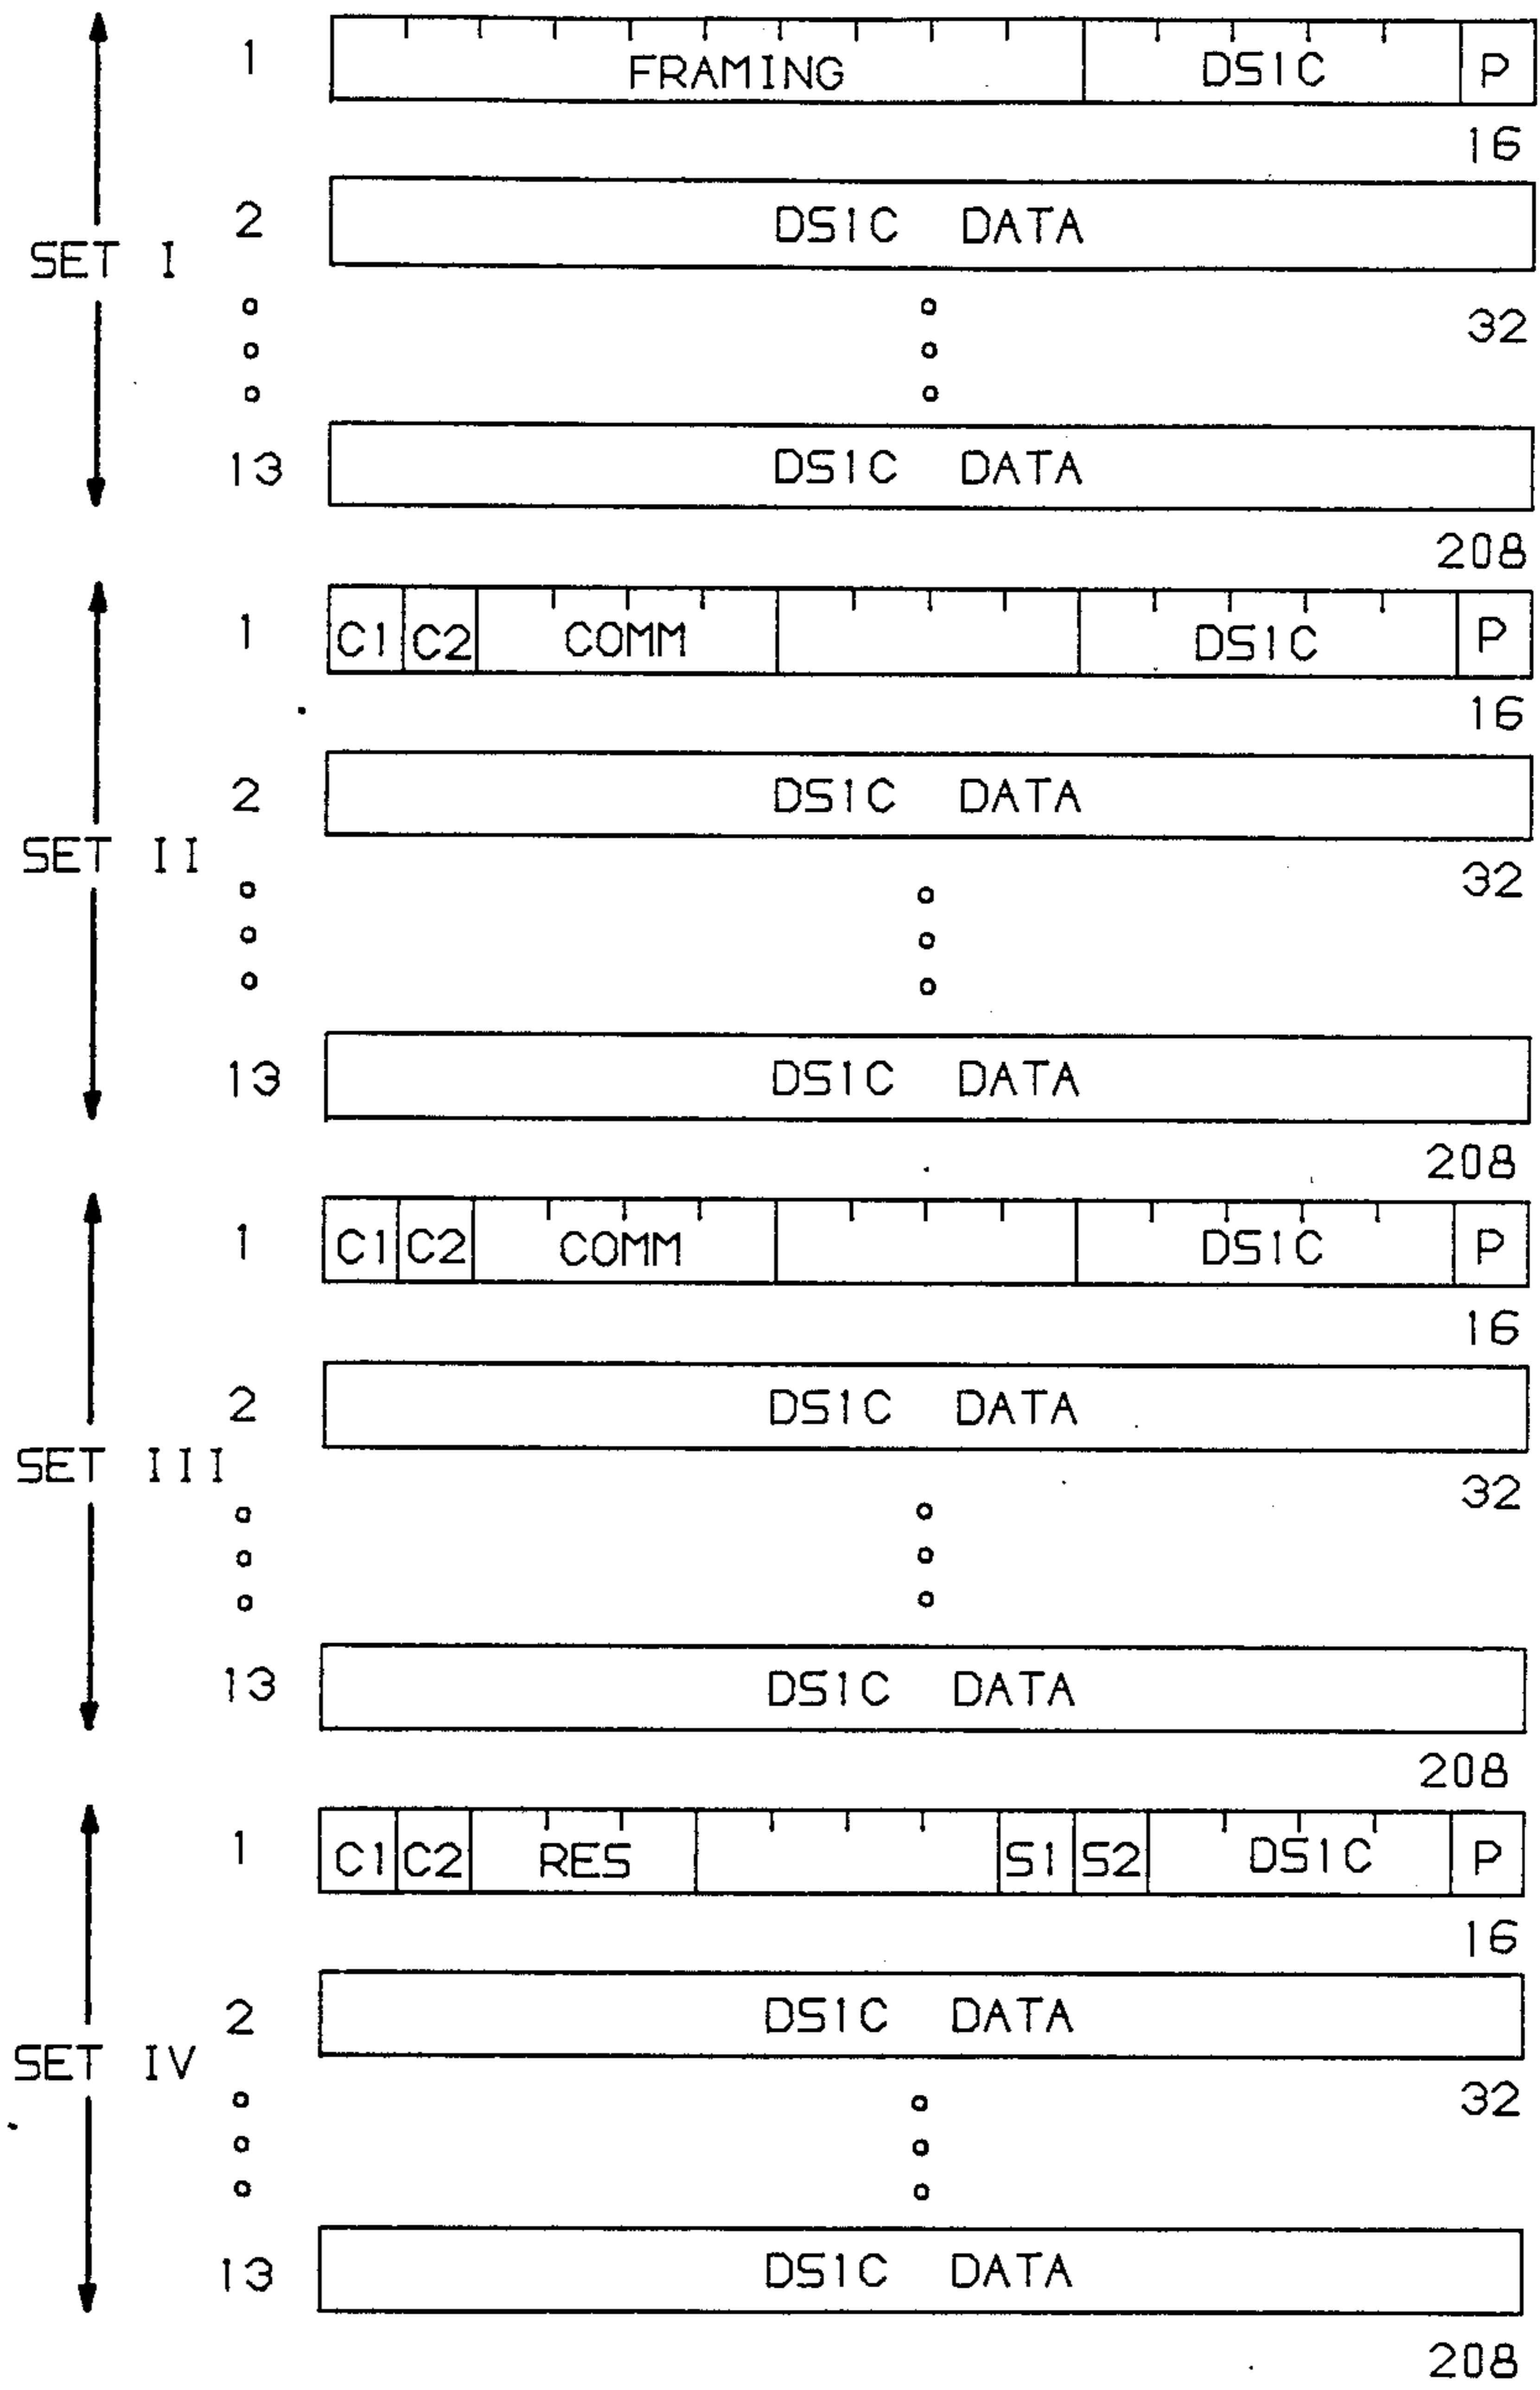 1 FRAMING DS1C P
16
2 DS1C DATA
SET I
32
13 DS1C DATA
208
1 C1 C2 COMM DS1C P
16
2 DS1C DATA
SET II
32
13 DS1C DATA
208
1 C1 C2 COMM DS1C P
16
2 DS1C DATA
SET III
32
13 DS1C DATA
208
1 C1 C2 RES S1 S2 DS1C P
16
2 DS1C DATA
SET IV
32
13 DS1C DATA
208